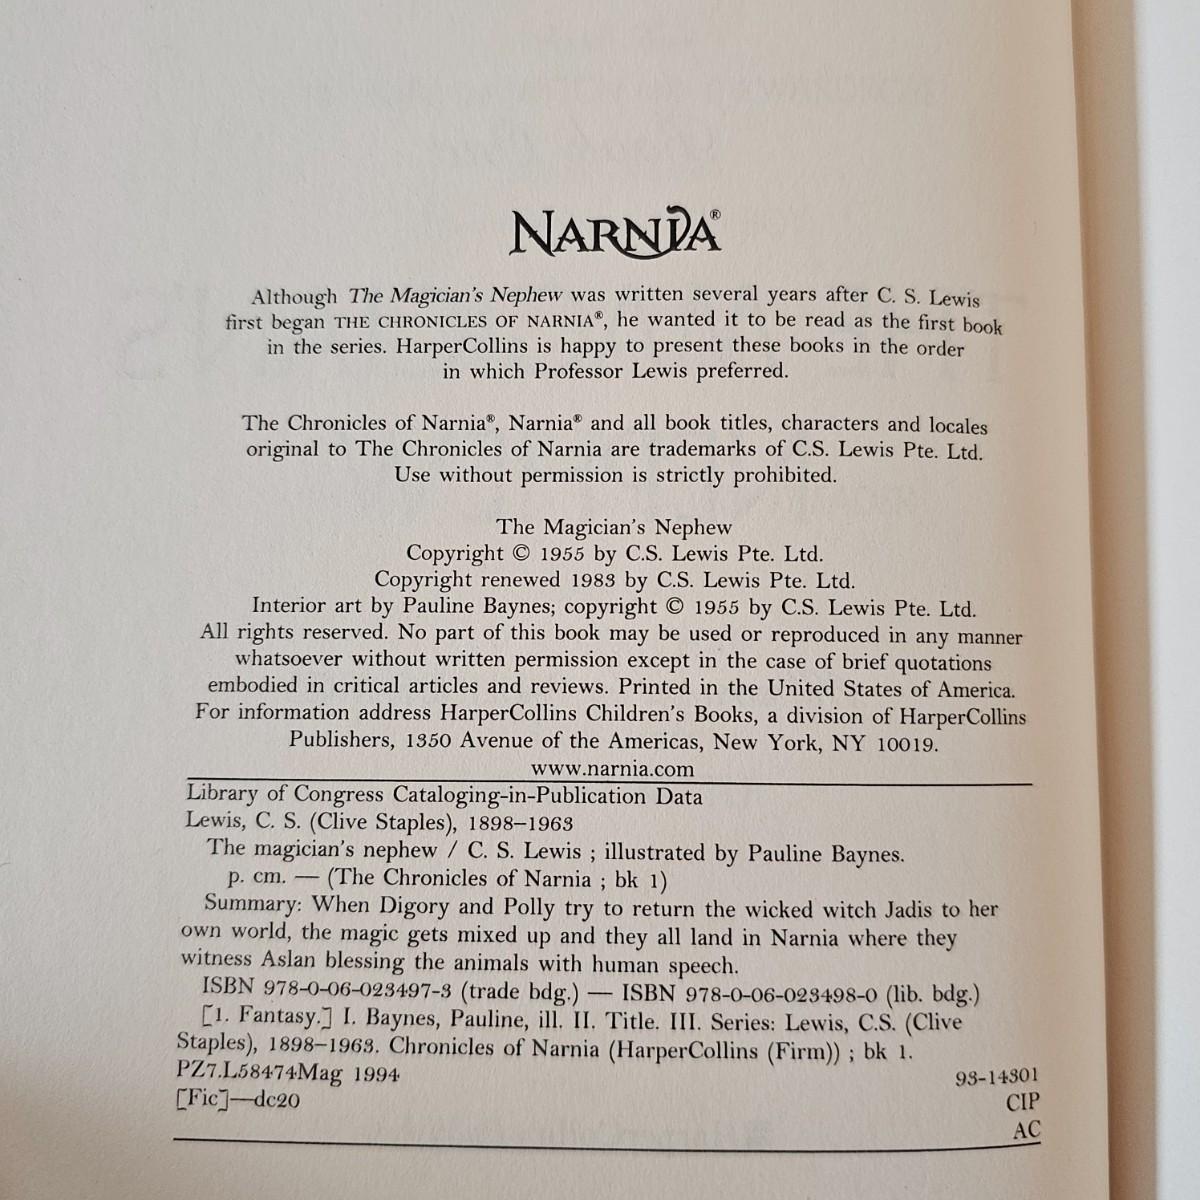 NARNIA®
Although The Magician's Nephew was written several years after C. S. Lewis
first began THE CHRONICLES OF NARNIA®, he wanted it to be read as the first book
in the series. HarperCollins is happy to present these books in the order
in which Professor Lewis preferred.
The Chronicles of Narnia®, Narnia® and all book titles, characters and locales
original to The Chronicles of Narnia are trademarks of C.S. Lewis Pte. Ltd.
Use without permission is strictly prohibited.
The Magician's Nephew
Copyright © 1955 by C.S. Lewis Pte. Ltd.
Copyright renewed 1983 by C.S. Lewis Pte. Ltd.
Interior art by Pauline Baynes; copyright © 1955 by C.S. Lewis Pte. Ltd.
All rights reserved. No part of this book may be used or reproduced in any manner
whatsoever without written permission except in the case of brief quotations
embodied in critical articles and reviews. Printed in the United States of America.
For information address HarperCollins Children's Books, a division of HarperCollins
Publishers, 1350 Avenue of the Americas, New York, NY 10019.
www.narnia.com
Library of Congress Cataloging-in-Publication Data
Lewis, C. S. (Clive Staples), 1898–1963
The magician's nephew / C. S. Lewis ; illustrated by Pauline Baynes.
p. cm. — (The Chronicles of Narnia ; bk 1)
Summary: When Digory and Polly try to return the wicked witch Jadis to her
own world, the magic gets mixed up and they all land in Narnia where they
witness Aslan blessing the animals with human speech.
ISBN 978-0-06-023497-3 (trade bdg.) — ISBN 978-0-06-023498-0 (lib. bdg.)
[1. Fantasy.] I. Baynes, Pauline, ill. II. Title. III. Series: Lewis, C.S. (Clive
Staples), 1898–1963. Chronicles of Narnia (HarperCollins (Firm)) ; bk 1.
PZ7.L58474Mag 1994
93-14301
[Fic]—dc20
CIP
AC